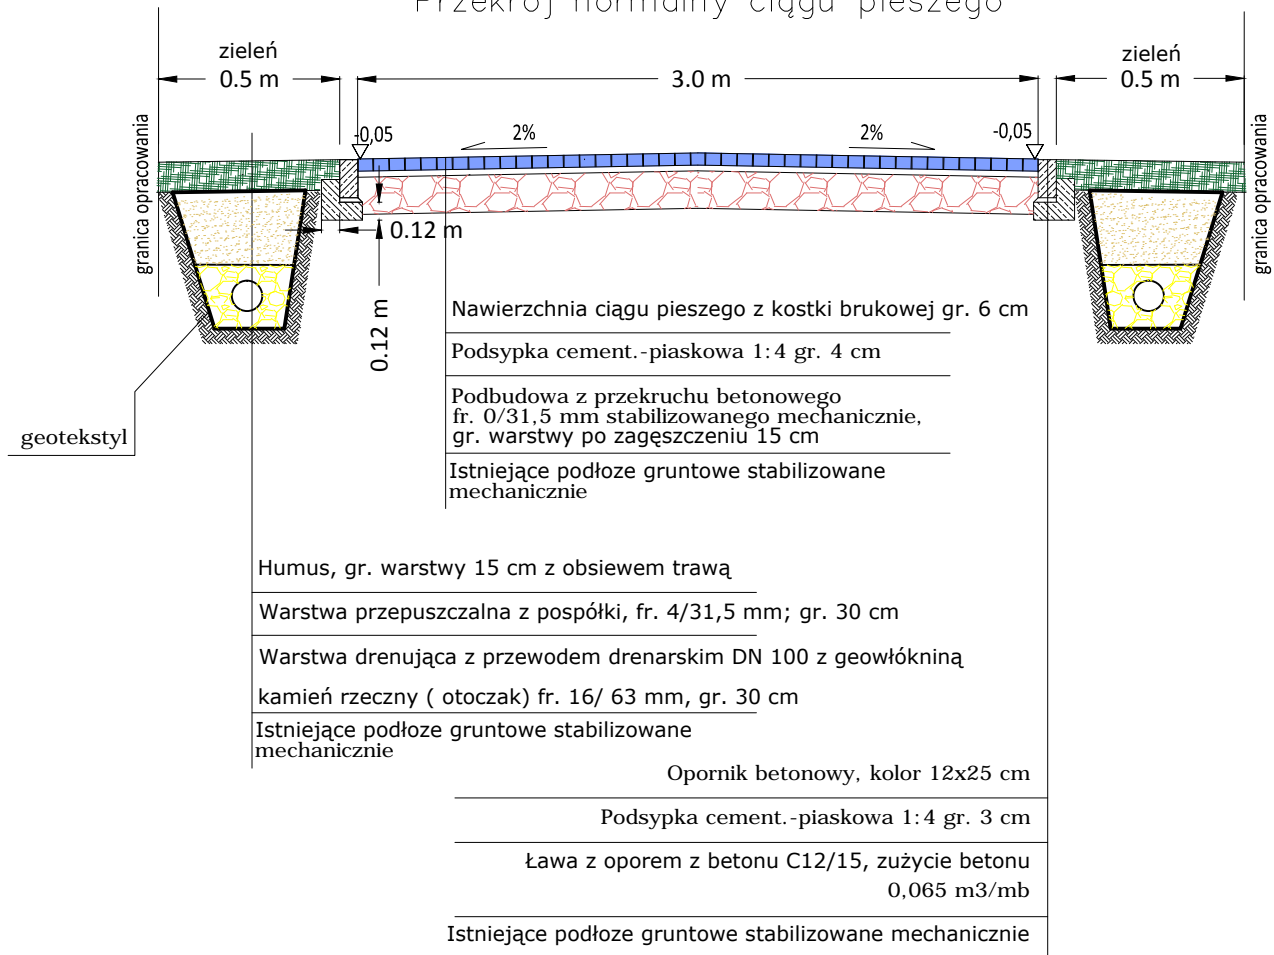 Przekrój normalny ciągu pieszego
zieleń
0.5 m
3.0 m
zieleń
0.5 m
granica opracowania
-0,05
2%
2%
-0,05
granica opracowania
0.12 m
0.12 m
geotekstyl
Nawierzchnia ciągu pieszego z kostki brukowej gr. 6 cm
Podsypka cement.-piaskowa 1:4 gr. 4 cm
Podbudowa z przekruchu betonowego
fr. 0/31,5 mm stabilizowanego mechanicznie,
gr. warstwy po zagęszczeniu 15 cm
Istniejące podłoze gruntowe stabilizowane
mechanicznie
Humus, gr. warstwy 15 cm z obsiewem trawą
Warstwa przepuszczalna z pospółki, fr. 4/31,5 mm; gr. 30 cm
Warstwa drenująca z przewodem drenarskim DN 100 z geowłókniną
kamień rzeczny ( otoczak) fr. 16/ 63 mm, gr. 30 cm
Istniejące podłoze gruntowe stabilizowane
mechanicznie
Opornik betonowy, kolor 12x25 cm
Podsypka cement.-piaskowa 1:4 gr. 3 cm
Ława z oporem z betonu C12/15, zużycie betonu
0,065 m3/mb
Istniejące podłoze gruntowe stabilizowane mechanicznie